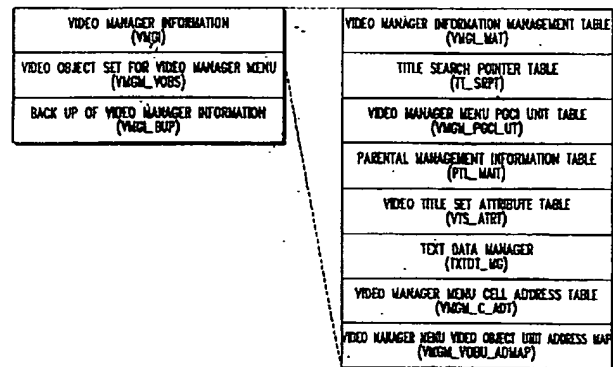 VIDEO MANAGER INFORMATION
(VMGI)
VIDEO OBJECT SET FOR VIDEO MANAGER MENU
(VMGM_VOBS)
BACK UP OF VIDEO MANAGER INFORMATION
(VMGI_BUP)
VIDEO MANAGER INFORMATION MANAGEMENT TABLE
(VMGI_MAT)
TITLE SEARCH POINTER TABLE
(TT_SRPT)
VIDEO MANAGER MENU PGCI UNIT TABLE
(VMGM_PGCI_UT)
PARENTAL MANAGEMENT INFORMATION TABLE
(PTL_MAIT)
VIDEO TITLE SET ATTRIBUTE TABLE
(VTS_ATRT)
TEXT DATA MANAGER
(TXTDT_MG)
VIDEO MANAGER MENU CELL ADDRESS TABLE
(VMGM_C_ADT)
VIDEO MANAGER MENU VIDEO OBJECT UNIT ADDRESS MAP
(VMGM_VOBU_ADMAP)